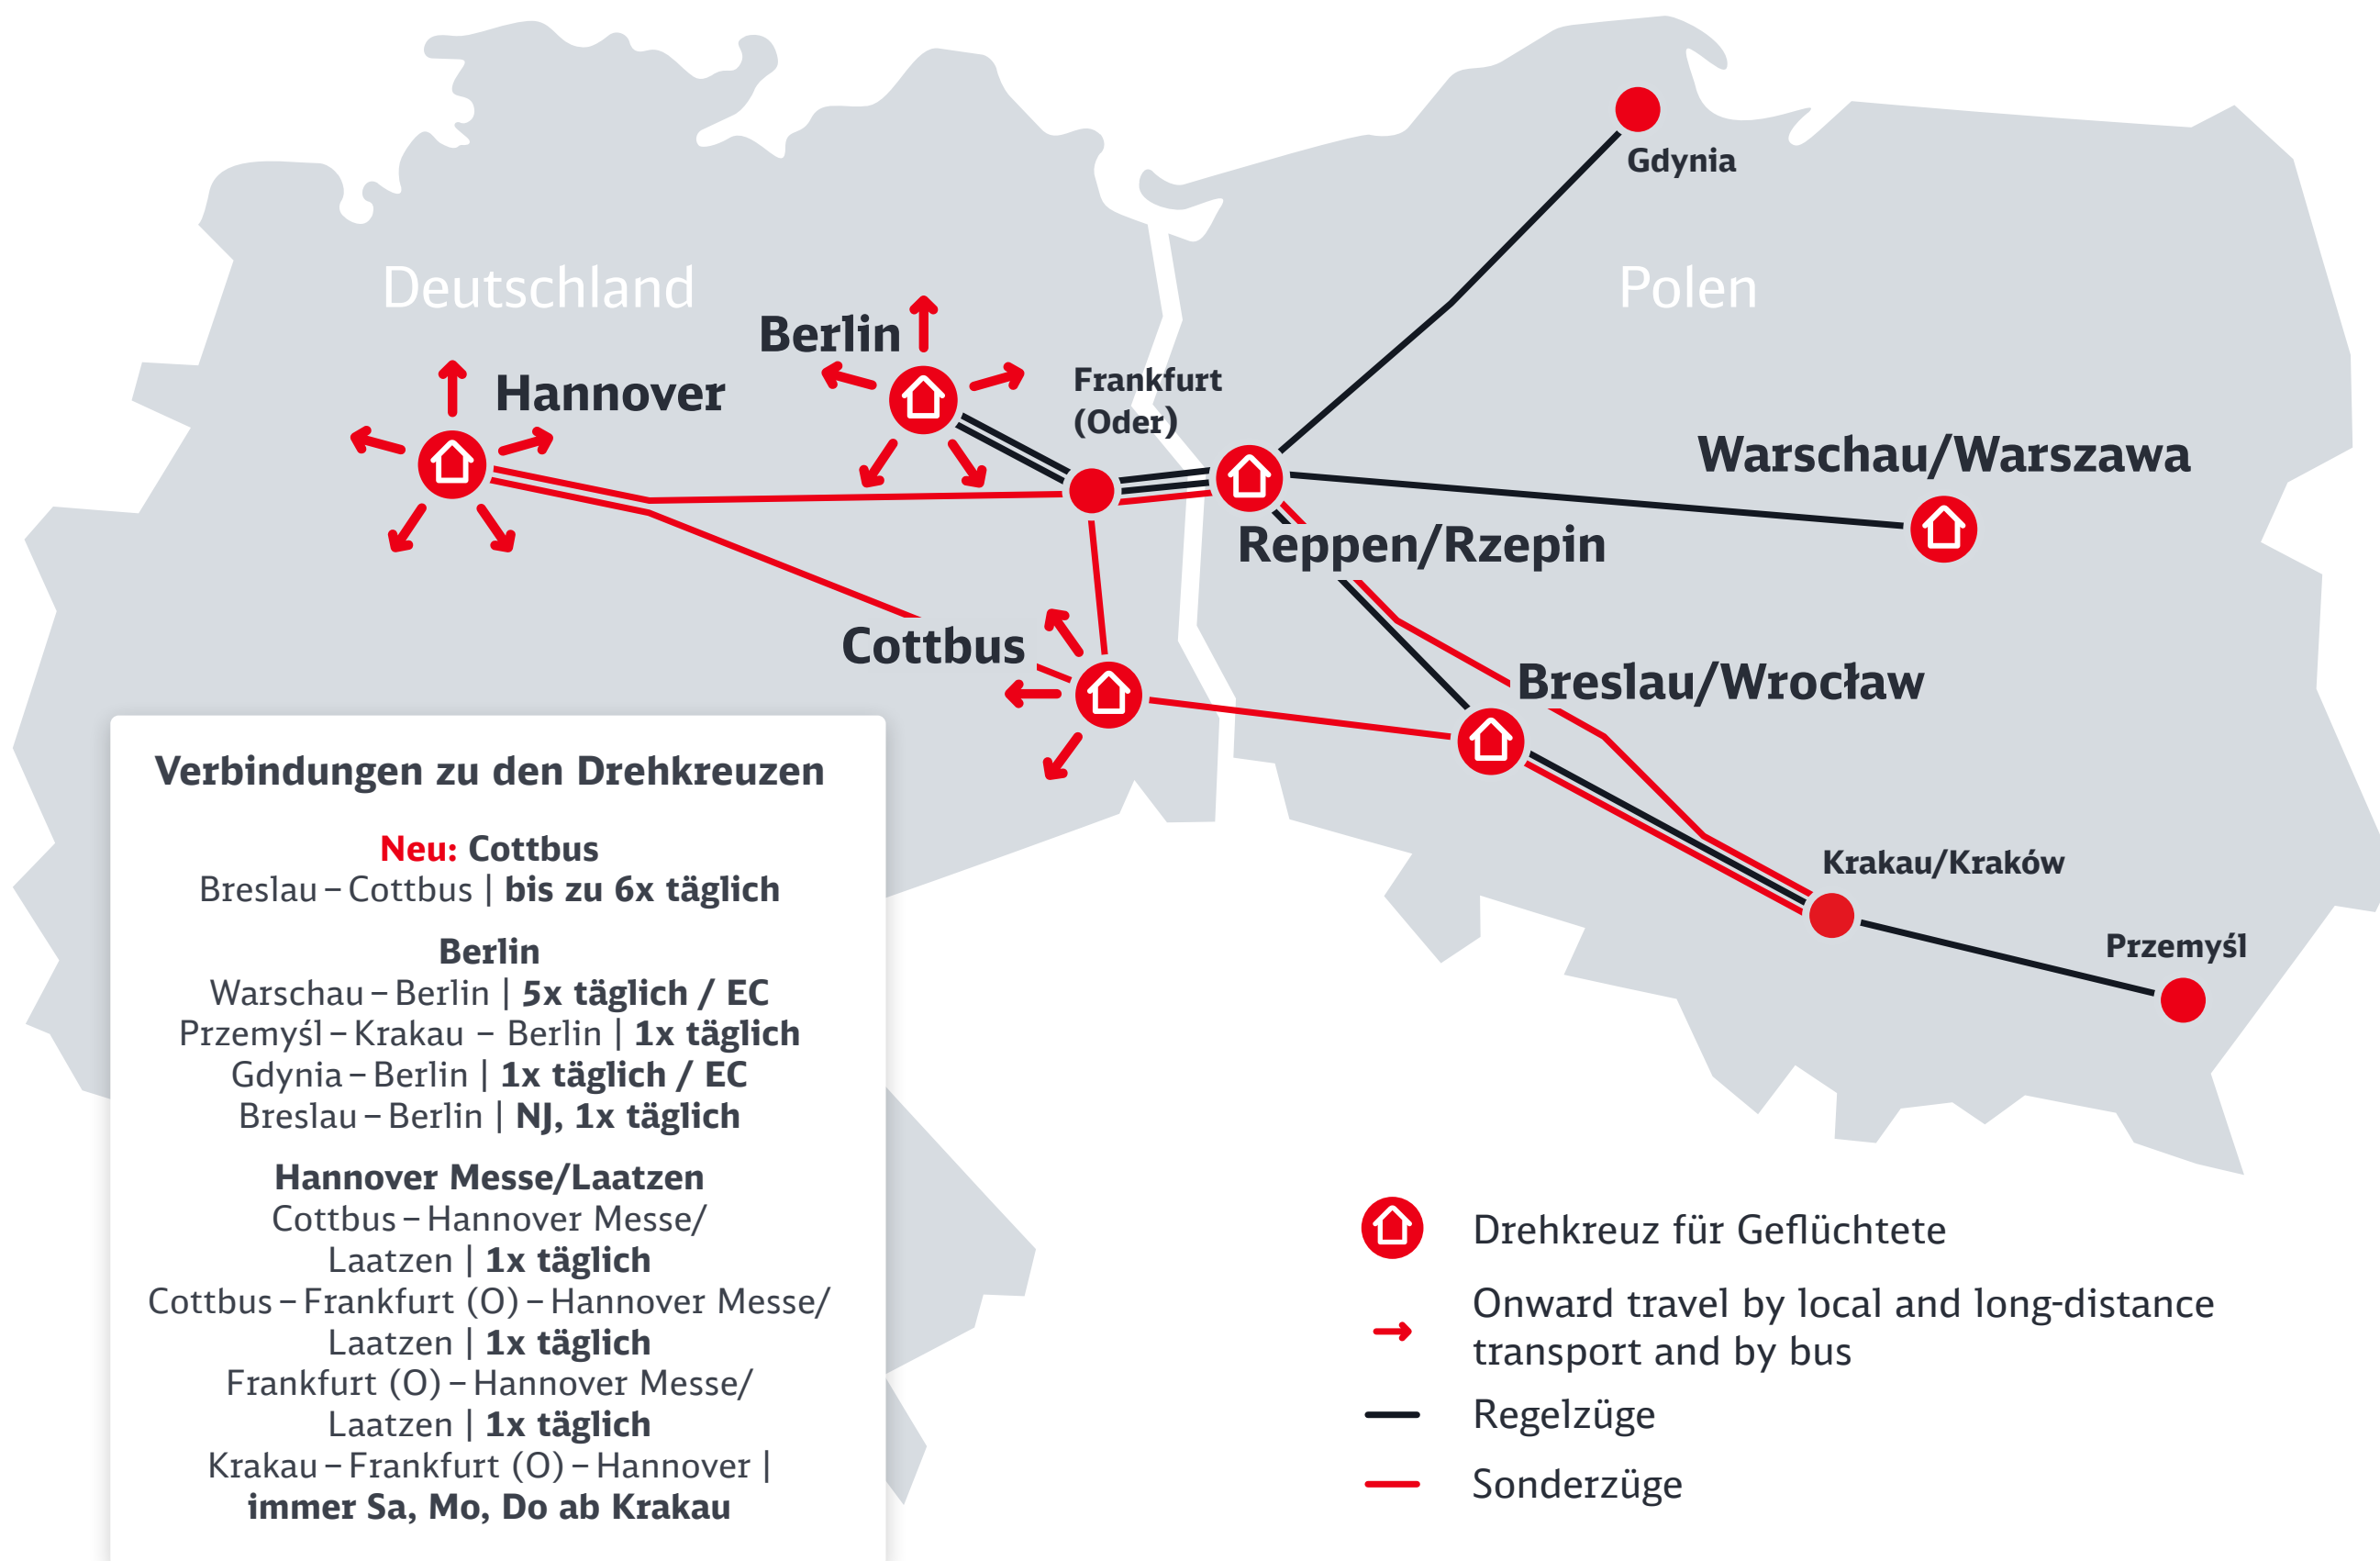 Gdynia
Deutschland
Polen
Berlin
Hannover
Frankfurt
(Oder)
Warschau/Warszawa
Reppen/Rzepin
Cottbus
Breslau/Wrocław
Krakau/Kraków
Przemyśl
Verbindungen zu den Drehkreuzen
Neu: Cottbus
Breslau – Cottbus | bis zu 6x täglich
Berlin
Warschau – Berlin | 5x täglich / EC
Przemyśl – Krakau – Berlin | 1x täglich
Gdynia – Berlin | 1x täglich / EC
Breslau – Berlin | NJ, 1x täglich
Hannover Messe/Laatzen
Cottbus – Hannover Messe/
Laatzen | 1x täglich
Cottbus – Frankfurt (O) – Hannover Messe/
Laatzen | 1x täglich
Frankfurt (O) – Hannover Messe/
Laatzen | 1x täglich
Krakau – Frankfurt (O) – Hannover |
immer Sa, Mo, Do ab Krakau
Drehkreuz für Geflüchtete
Onward travel by local and long-distance
transport and by bus
Regelzüge
Sonderzüge